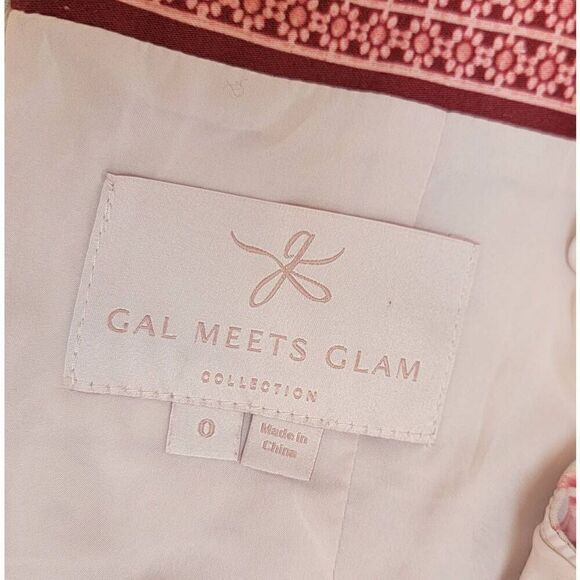 g
GAL MEETS GLAM
COLLECTION
0
Made in
China